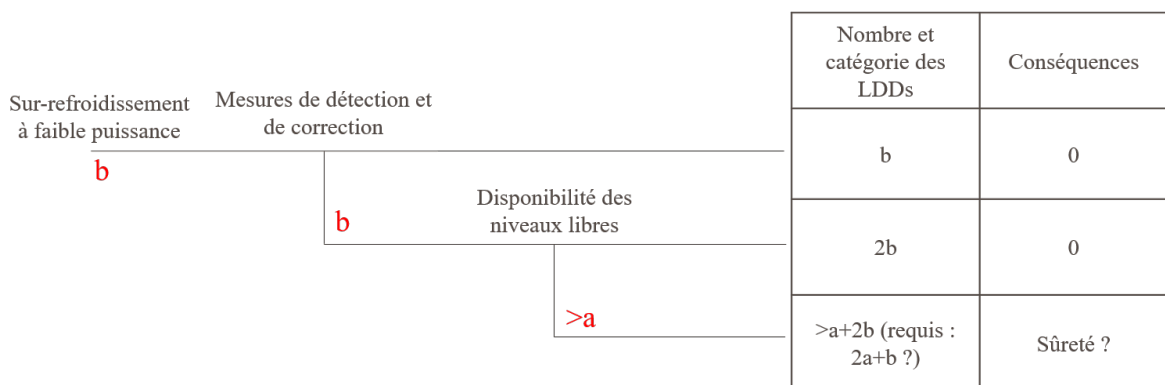 Nombre et
catégorie des
LDDs
Conséquences
Sur-refroidissement
à faible puissance
Mesures de détection et
de correction
b
b
0
Disponibilité des
niveaux libres
b
2b
0
>a
>a+2b (requis :
2a+b ?)
Sûreté ?